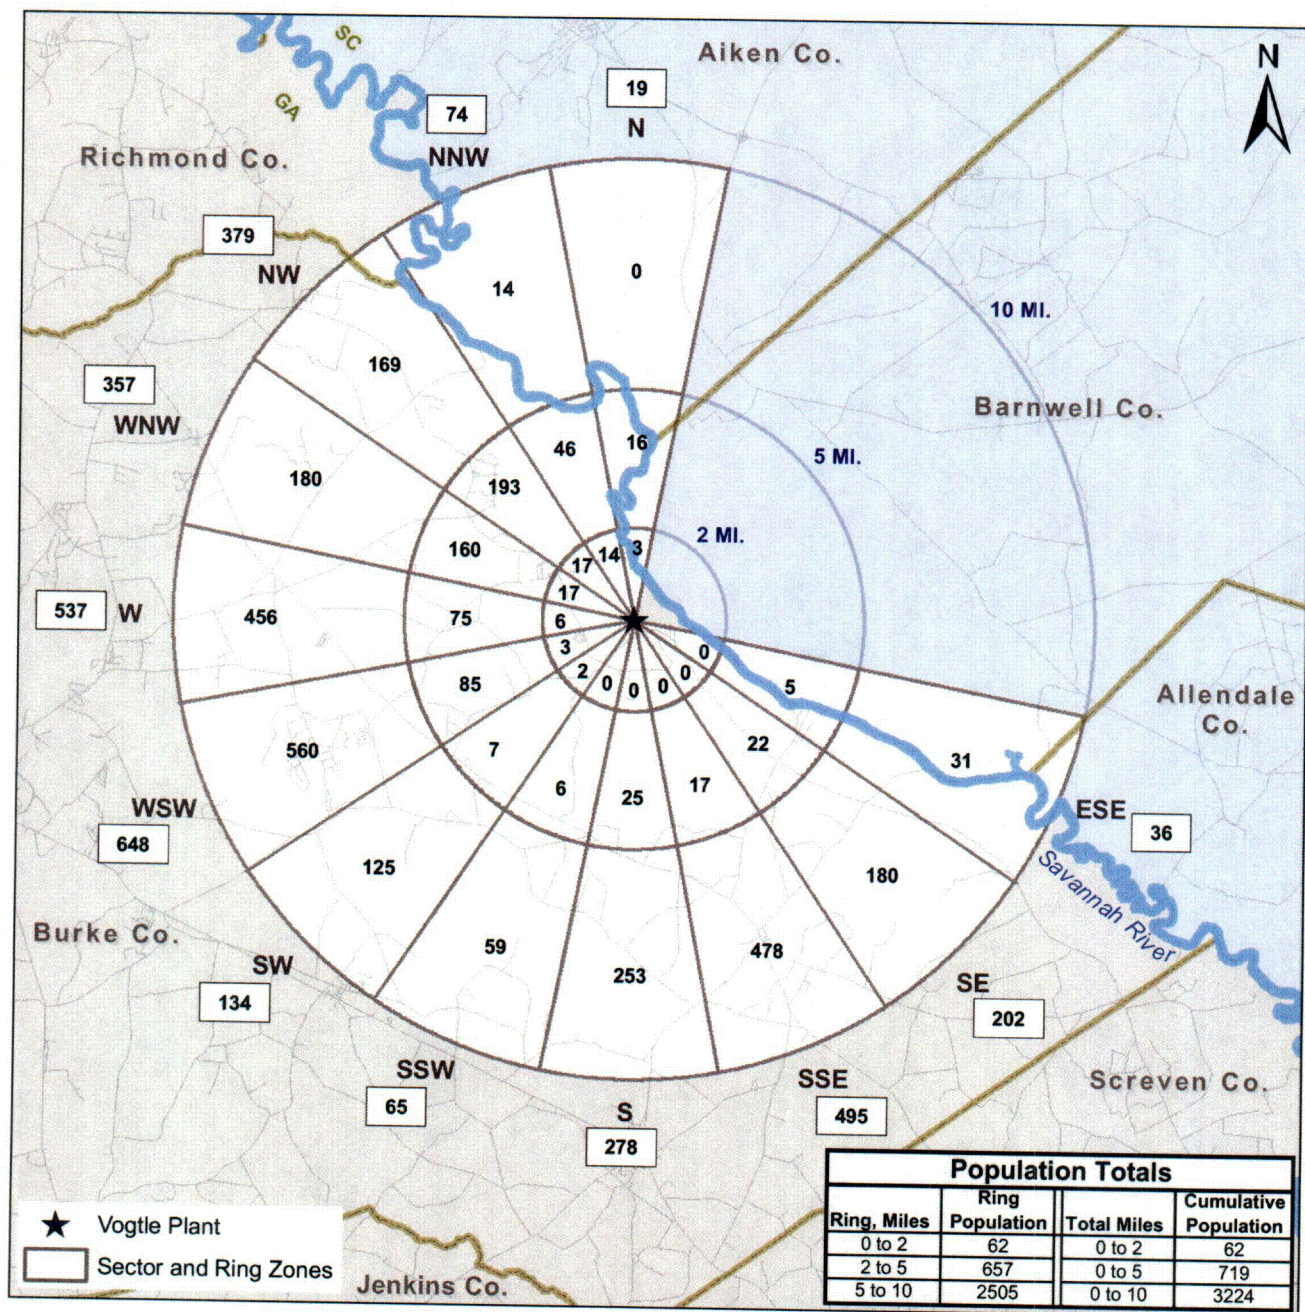 SC
GA
Aiken Co.
N
19
N
74
NNW
Richmond Co.
379
NW
14
0
10 MI.
169
357
WNW
Barnwell Co.
46
16
5 MI.
180
193
160
2 MI.
17
14
3
17
537
W
456
75
6
3
2
0
0
0
0
0
85
5
Allendale
Co.
560
7
22
31
6
25
17
WSW
648
ESE
36
125
180
Savannah River
Burke Co.
59
253
478
SW
134
SE
202
SSW
65
S
278
SSE
495
Screven Co.
Vogtle Plant
Sector and Ring Zones
Jenkins Co.
Population Totals
Ring, Miles Ring Population Total Miles Cumulative Population
0 to 2 62 0 to 2 62
2 to 5 657 0 to 5 719
5 to 10 2505 0 to 10 3224